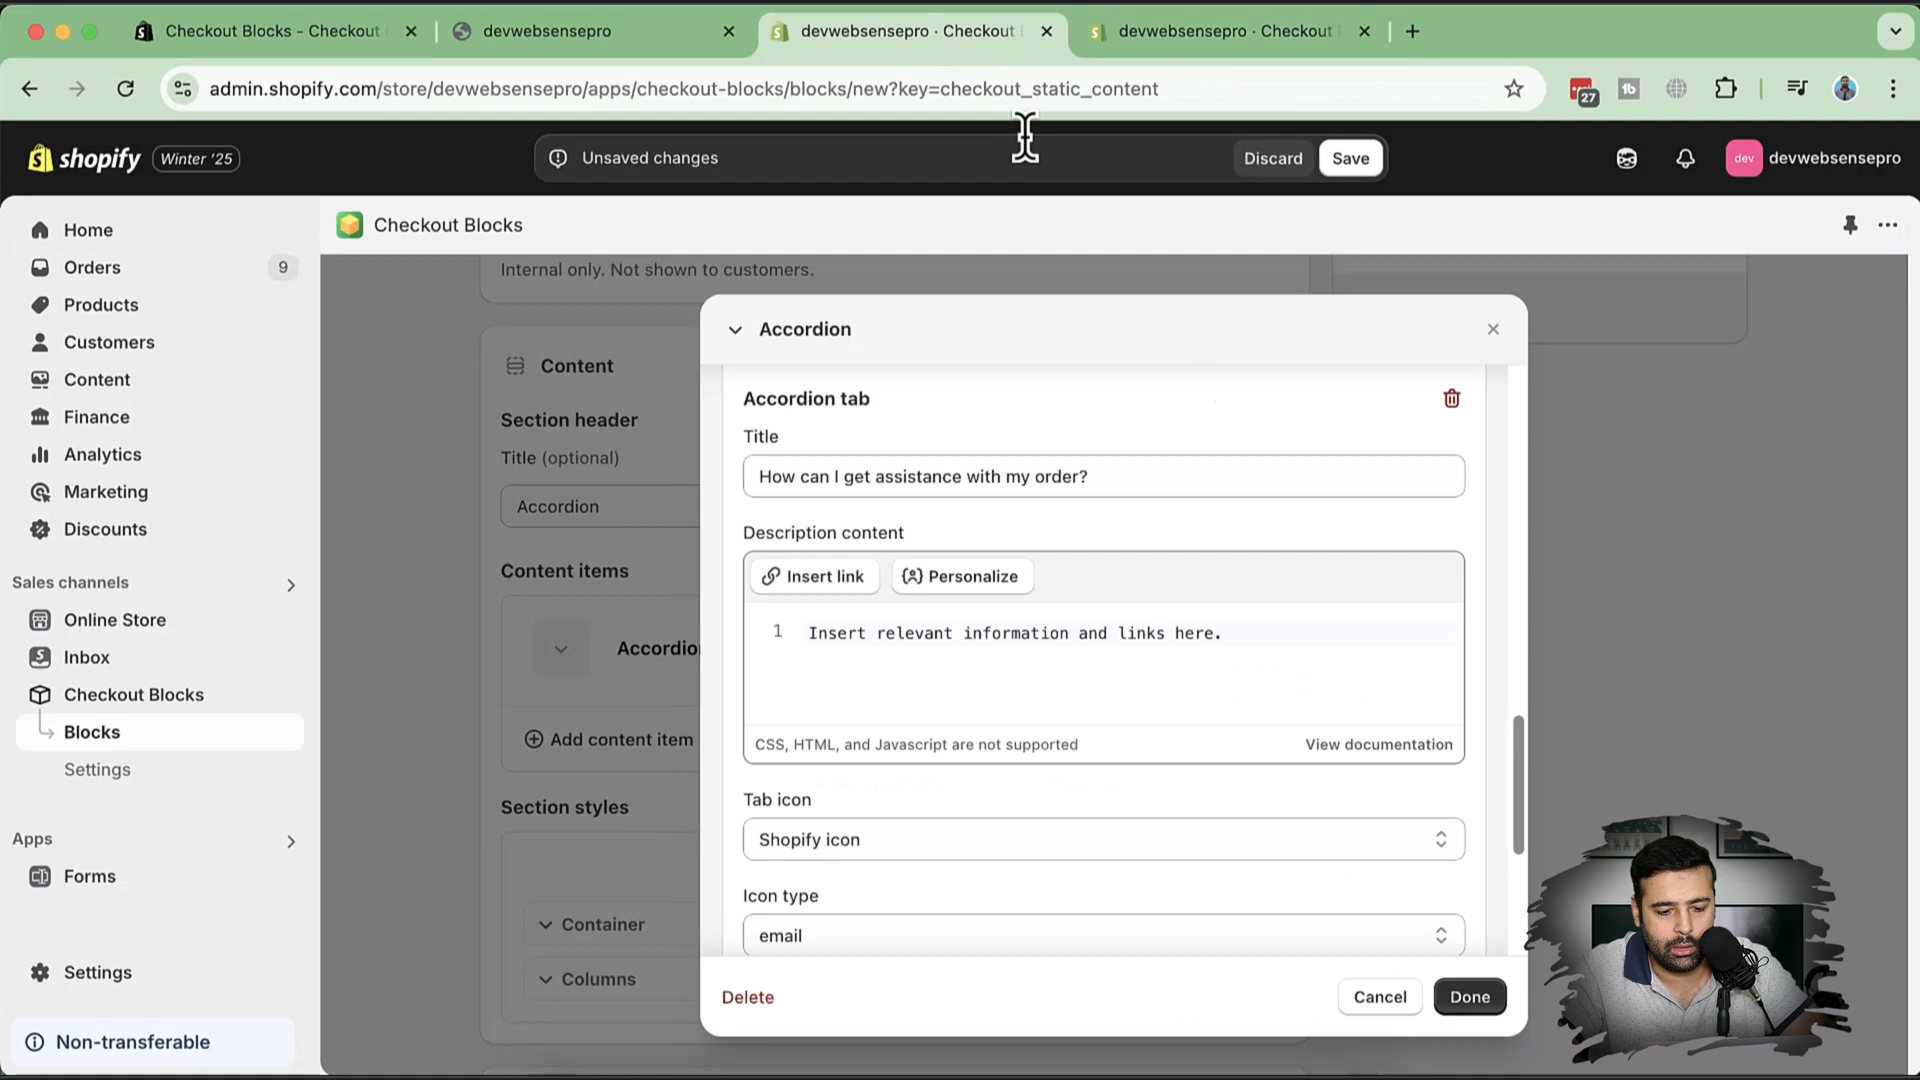 Checkout Blocks - Checkout
devwebsensepro
devwebsensepro · Checkout
devwebsensepro · Checkout
admin.shopify.com/store/devwebsensepro/apps/checkout-blocks/blocks/new?key=checkout_static_content
27
shopify
Winter '25
Unsaved changes
Discard
Save
dev
devwebsensepro
Home
Orders
9
Products
Customers
Content
Finance
Analytics
Marketing
Discounts
Sales channels
Online Store
Inbox
Checkout Blocks
Blocks
Settings
Apps
Forms
Settings
Non-transferable
Checkout Blocks
Internal only. Not shown to customers.
Content
Section header
Title (optional)
Accordion
Content items
Accordio
Add content item
Section styles
Container
Columns
Accordion
Accordion tab
Title
How can I get assistance with my order?
Description content
Insert link
Personalize
1
Insert relevant information and links here.
CSS, HTML, and Javascript are not supported
View documentation
Tab icon
Shopify icon
Icon type
email
Delete
Cancel
Done